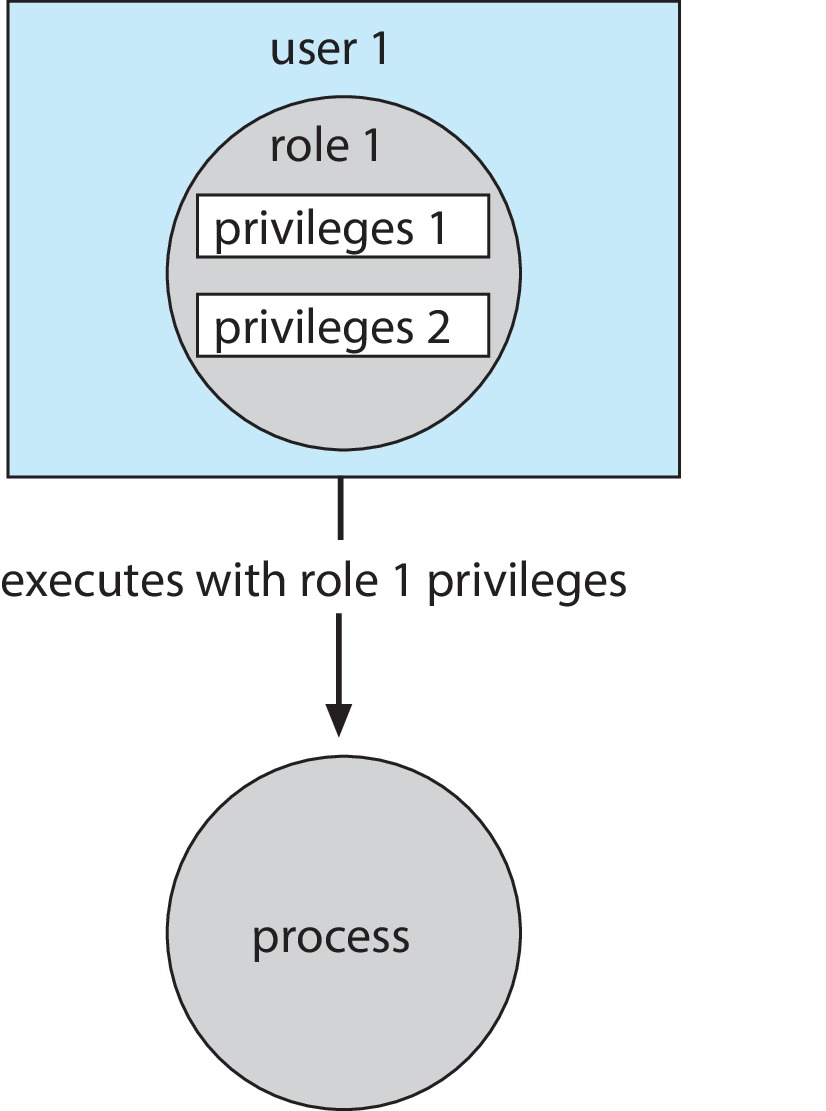 user 1
role 1
privileges 1
privileges 2
executes with role 1 privileges
process